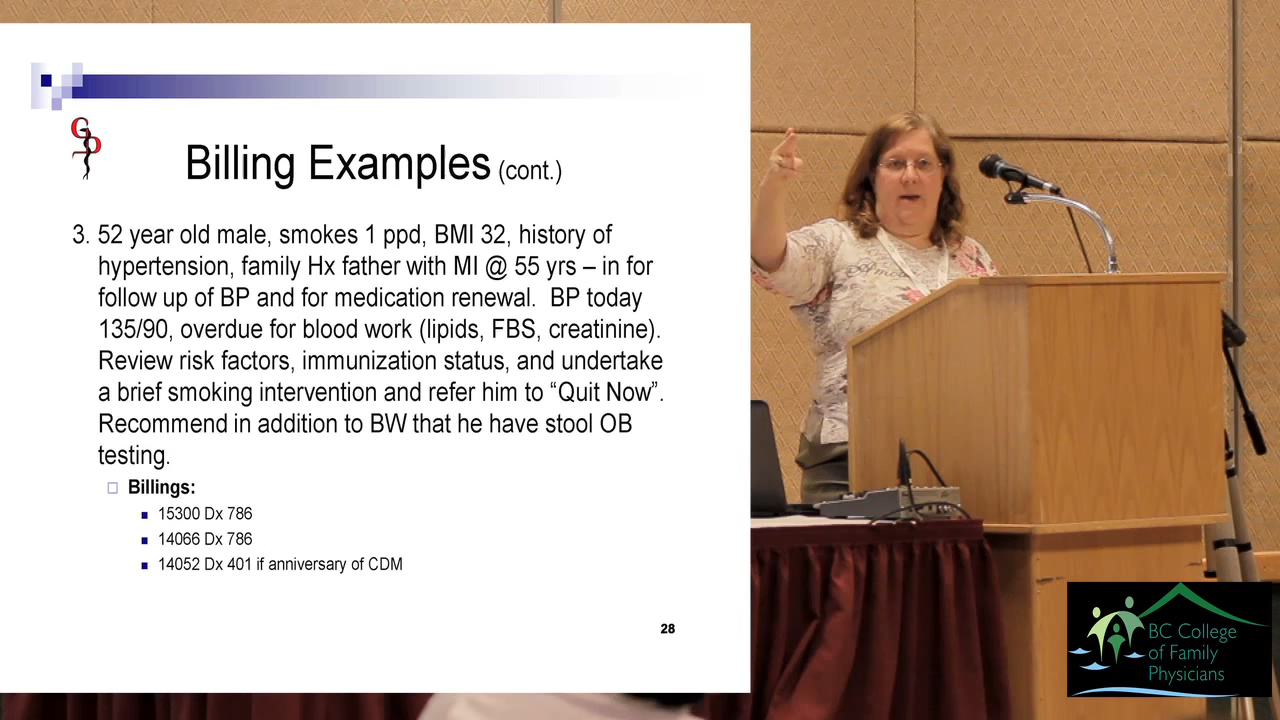 GP
Billing Examples (cont.)
3. 52 year old male, smokes 1 ppd, BMI 32, history of
hypertension, family Hx father with MI @ 55 yrs – in for
follow up of BP and for medication renewal. BP today
135/90, overdue for blood work (lipids, FBS, creatinine).
Review risk factors, immunization status, and undertake
a brief smoking intervention and refer him to “Quit Now”.
Recommend in addition to BW that he have stool OB
testing.
Billings:
15300 Dx 786
14066 Dx 786
14052 Dx 401 if anniversary of CDM
28
BC College
of Family
Physicians